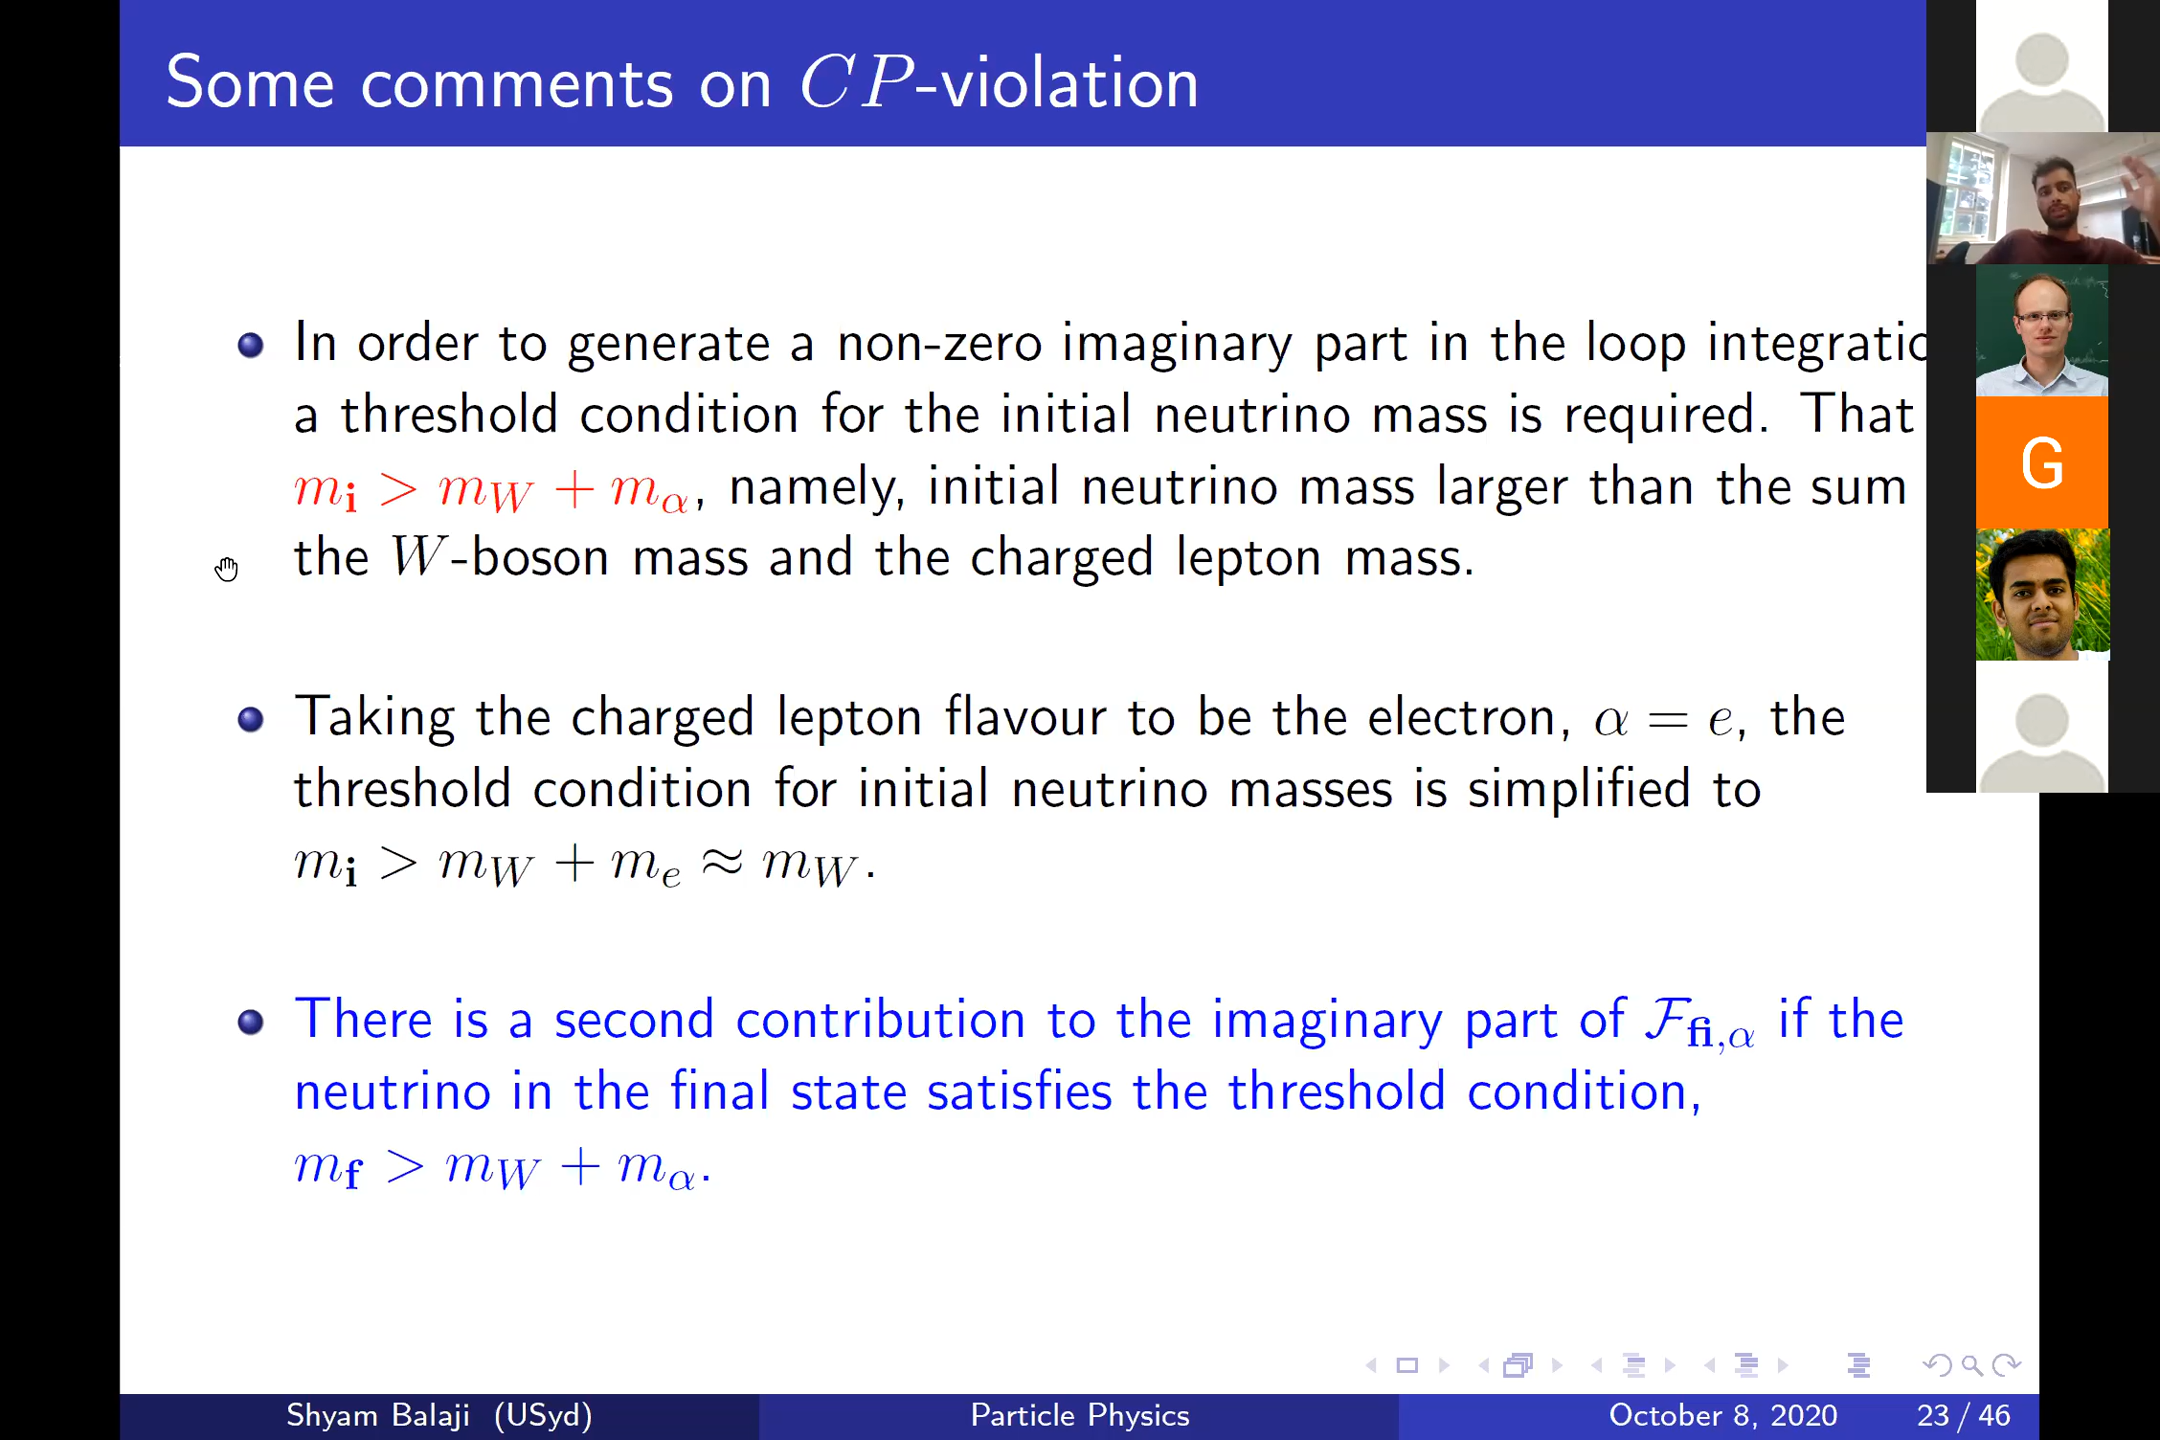 Some comments on CP-violation
In order to generate a non-zero imaginary part in the loop
a threshold condition for the initial neutrino mass is required. That
m_i > m_W + m_α, namely, initial neutrino mass larger than the sum
the W-boson mass and the charged lepton mass.
Taking the charged lepton flavour to be the electron, α = e, the
threshold condition for initial neutrino masses is simplified to
m_i > m_W + m_e ≈ m_W.
There is a second contribution to the imaginary part of ℱ_fi,α if the
neutrino in the final state satisfies the threshold condition,
m_f > m_W + m_α.
G
Shyam Balaji (USyd)
Particle Physics
October 8, 2020
23 / 46